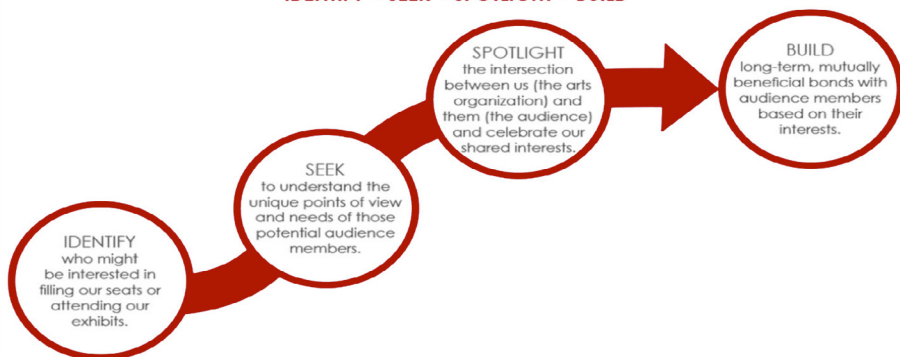 IDENTIFY
who might
be interested in
filling our seats or
attending our
exhibits.
SEEK
to understand the
unique points of view
and needs of those
potential audience
members.
SPOTLIGHT
the intersection
between us (the arts
organization) and
them (the audience)
and celebrate our
shared interests.
BUILD
long-term, mutually
beneficial bonds with
audience members
based on their
interests.